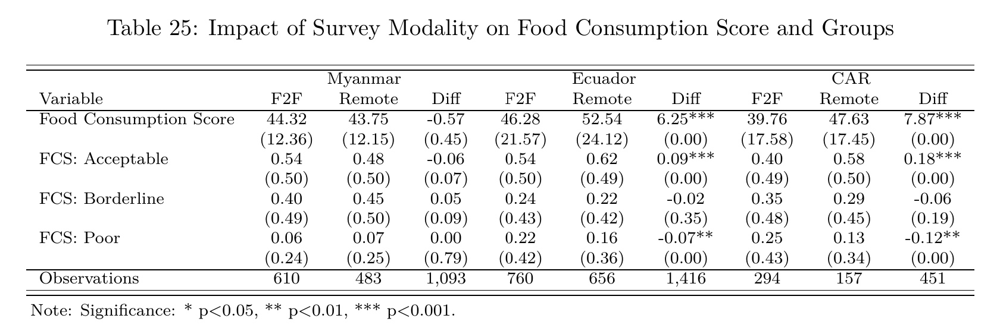 Table 25: Impact of Survey Modality on Food Consumption Score and Groups
Myanmar Ecuador CAR
Variable F2F Remote Diff F2F Remote Diff F2F Remote Diff
Food Consumption Score 44.32 43.75 -0.57 46.28 52.54 6.25*** 39.76 47.63 7.87***
(12.36) (12.15) (0.45) (21.57) (24.12) (0.00) (17.58) (17.45) (0.00)
FCS: Acceptable 0.54 0.48 -0.06 0.54 0.62 0.09*** 0.40 0.58 0.18***
(0.50) (0.50) (0.07) (0.50) (0.49) (0.00) (0.49) (0.50) (0.00)
FCS: Borderline 0.40 0.45 0.05 0.24 0.22 -0.02 0.35 0.29 -0.06
(0.49) (0.50) (0.09) (0.43) (0.42) (0.35) (0.48) (0.45) (0.19)
FCS: Poor 0.06 0.07 0.00 0.22 0.16 -0.07** 0.25 0.13 -0.12**
(0.24) (0.25) (0.79) (0.42) (0.36) (0.00) (0.43) (0.34) (0.00)
Observations 610 483 1,093 760 656 1,416 294 157 451
Note: Significance: * p<0.05, ** p<0.01, *** p<0.001.